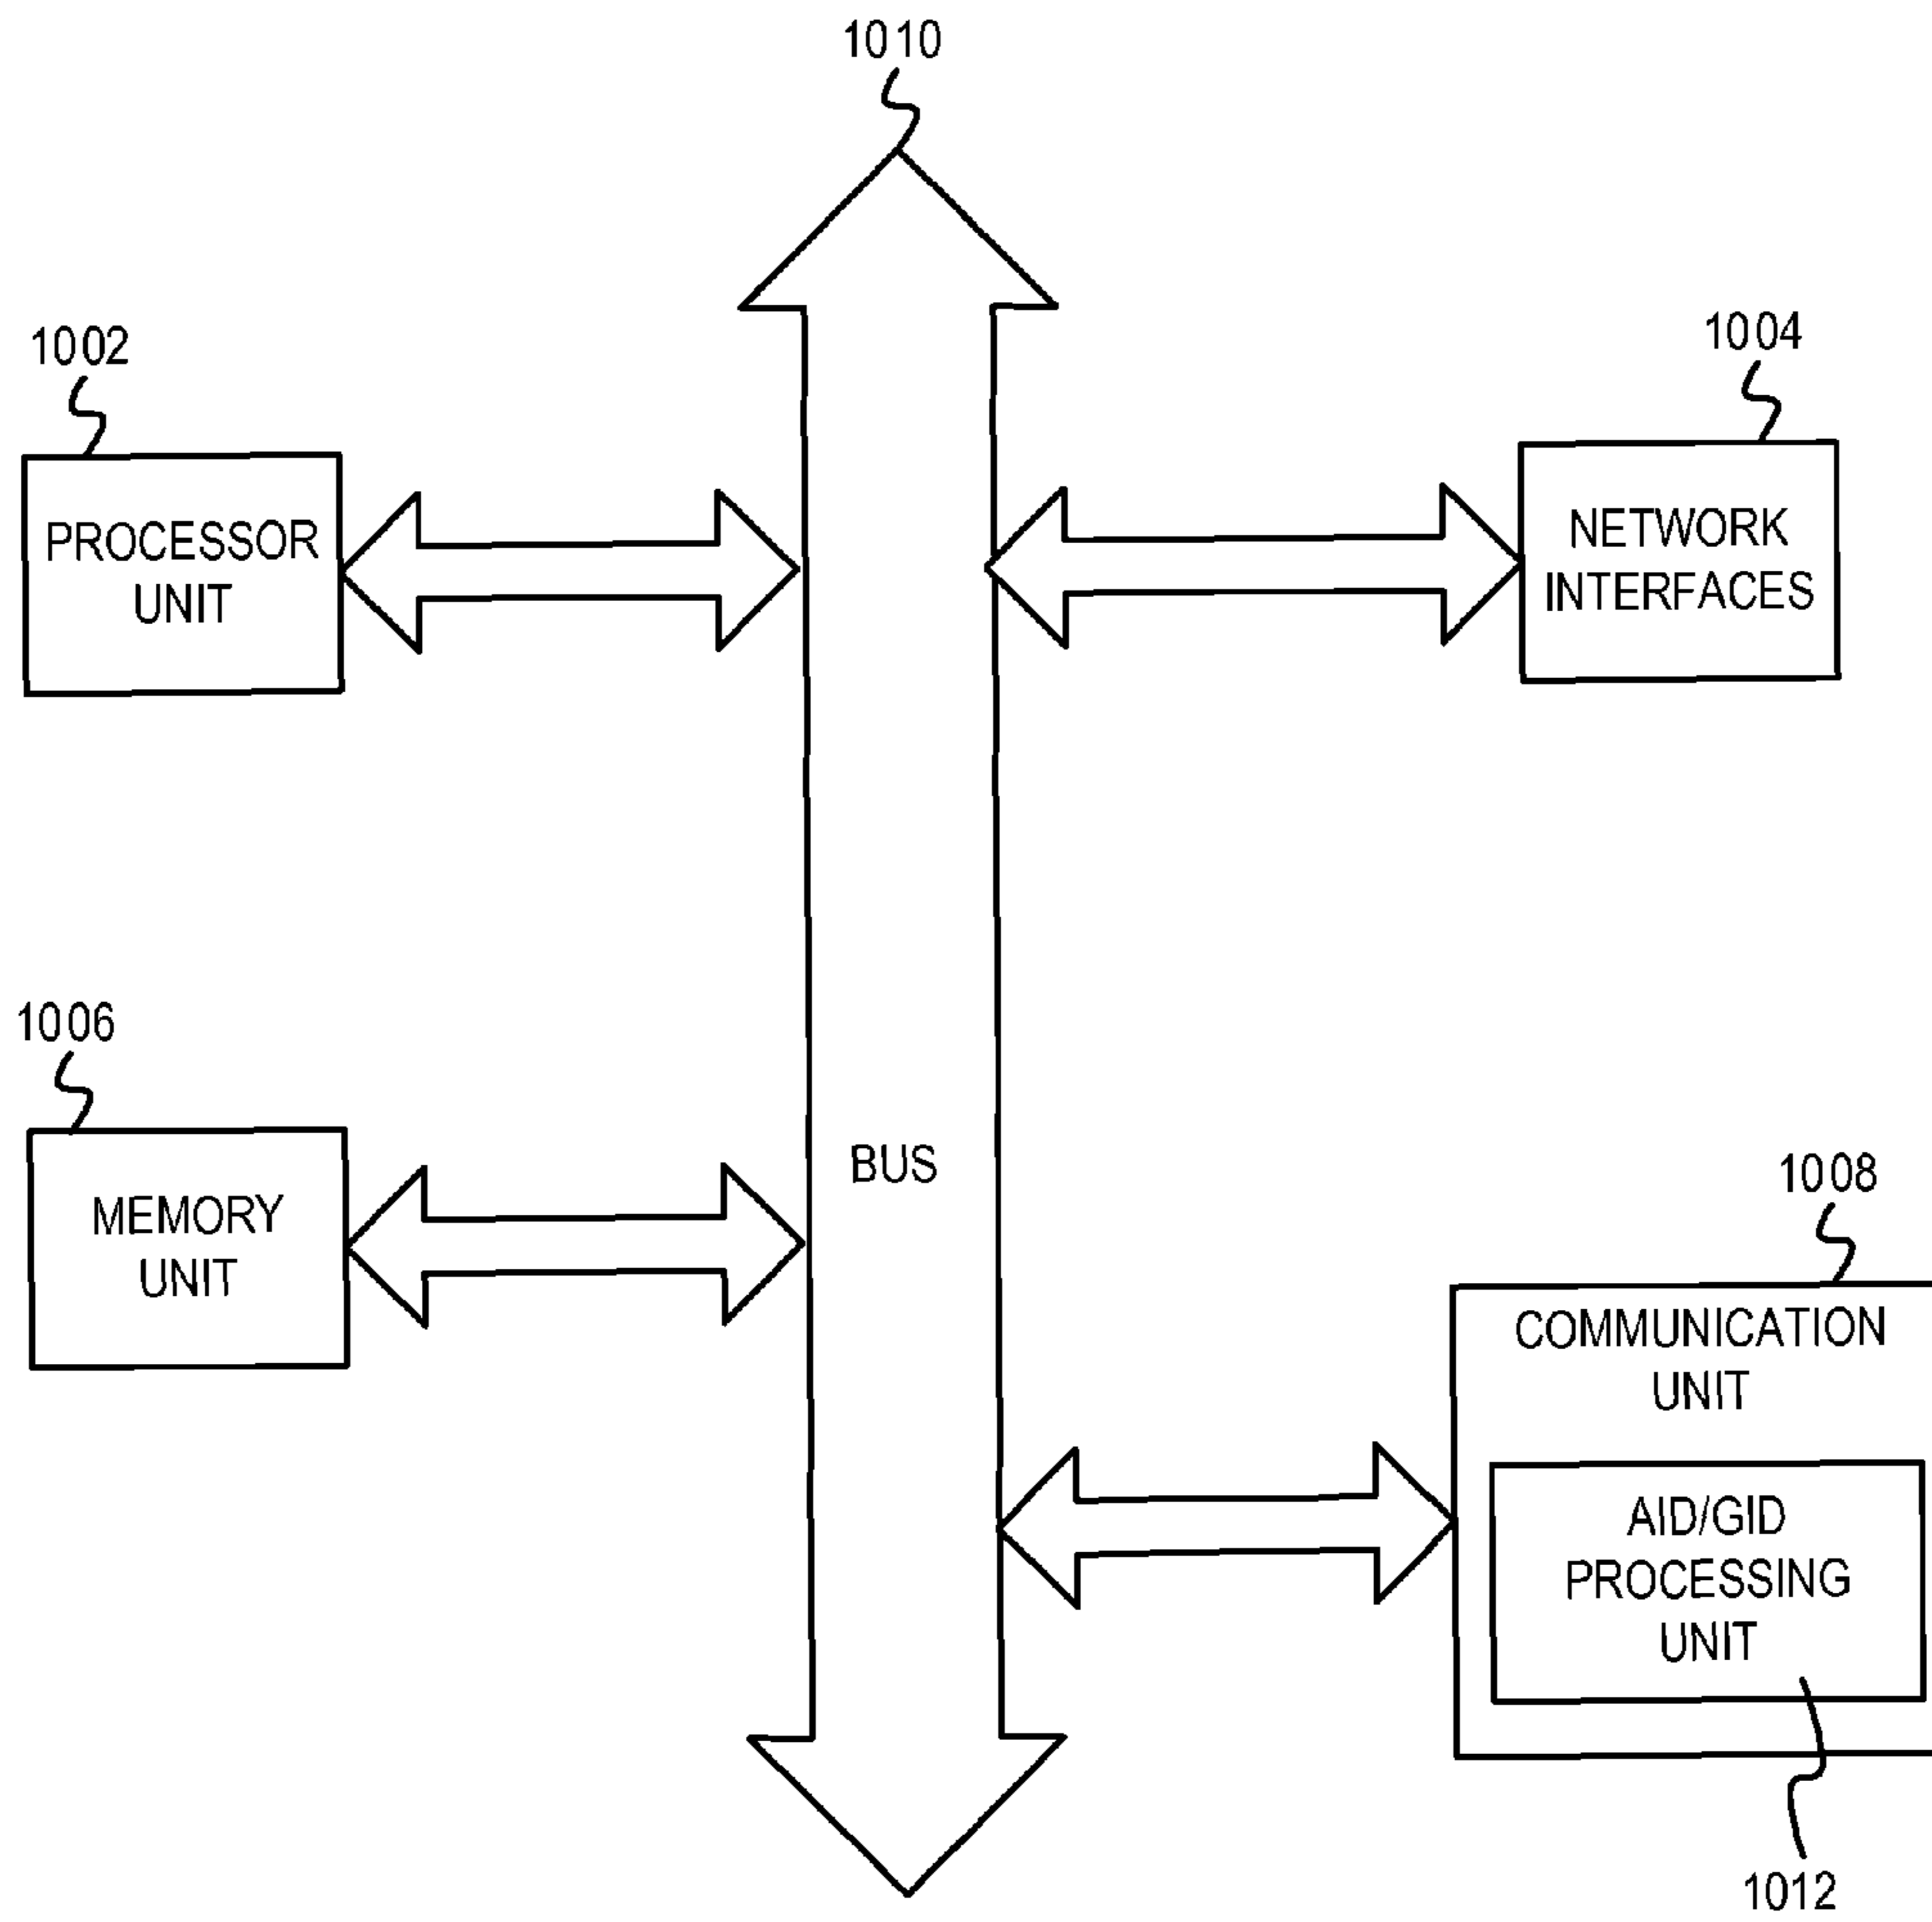 1010
1002
1004
PROCESSOR
UNIT
NETWORK
INTERFACES
1006
MEMORY
UNIT
BUS
1008
COMMUNICATION
UNIT
AID/GID
PROCESSING
UNIT
1012